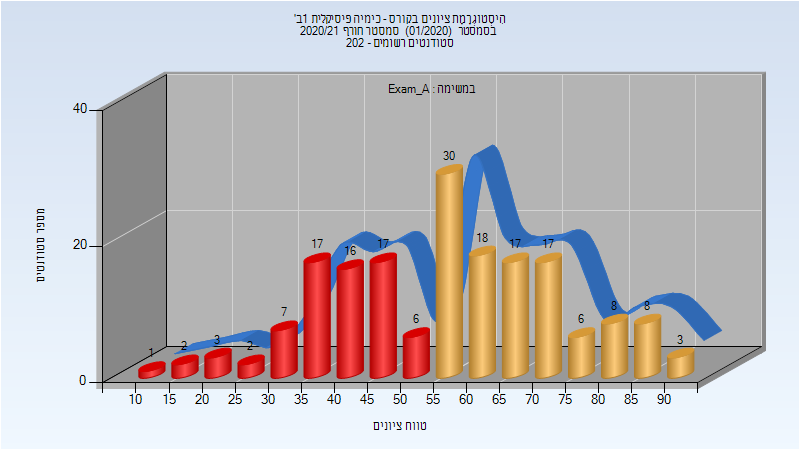 היסטוגרמת ציונים בקורס - כימיה פיסיקלית 1ב'
בסמסטר (01/2020) סמסטר חורף 2020/21
סטודנטים רשומים - 202
במשימה : Exam_A
מספר סטודנטים
40
20
0
1
2
3
2
7
17
16
17
6
30
18
17
17
6
8
8
3
10 15 20 25 30 35 40 45 50 55 60 65 70 75 80 85 90
טווח ציונים